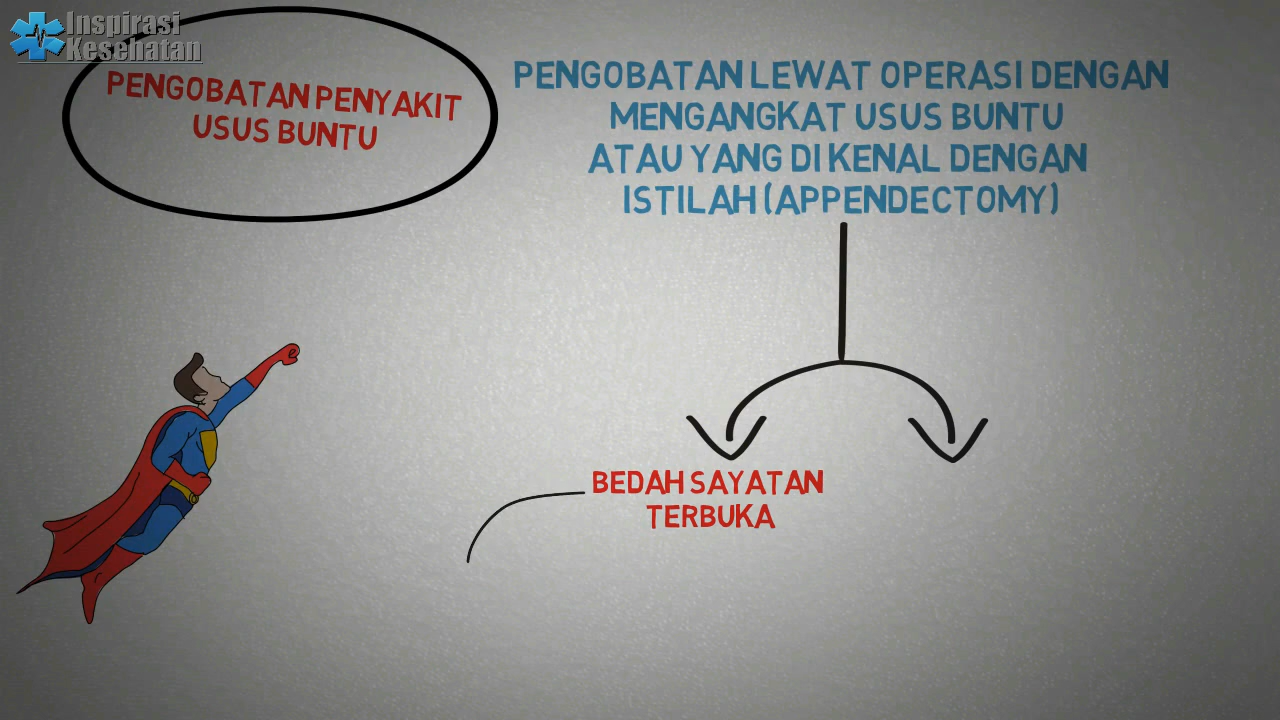 Inspirasi
Kesehatan
PENGOBATAN PENYAKIT
USUS BUNTU
PENGOBATAN LEWAT OPERASI DENGAN
MENGANGKAT USUS BUNTU
ATAU YANG DI KENAL DENGAN
ISTILAH (APPENDECTOMY)
BEDAH SAYATAN
TERBUKA